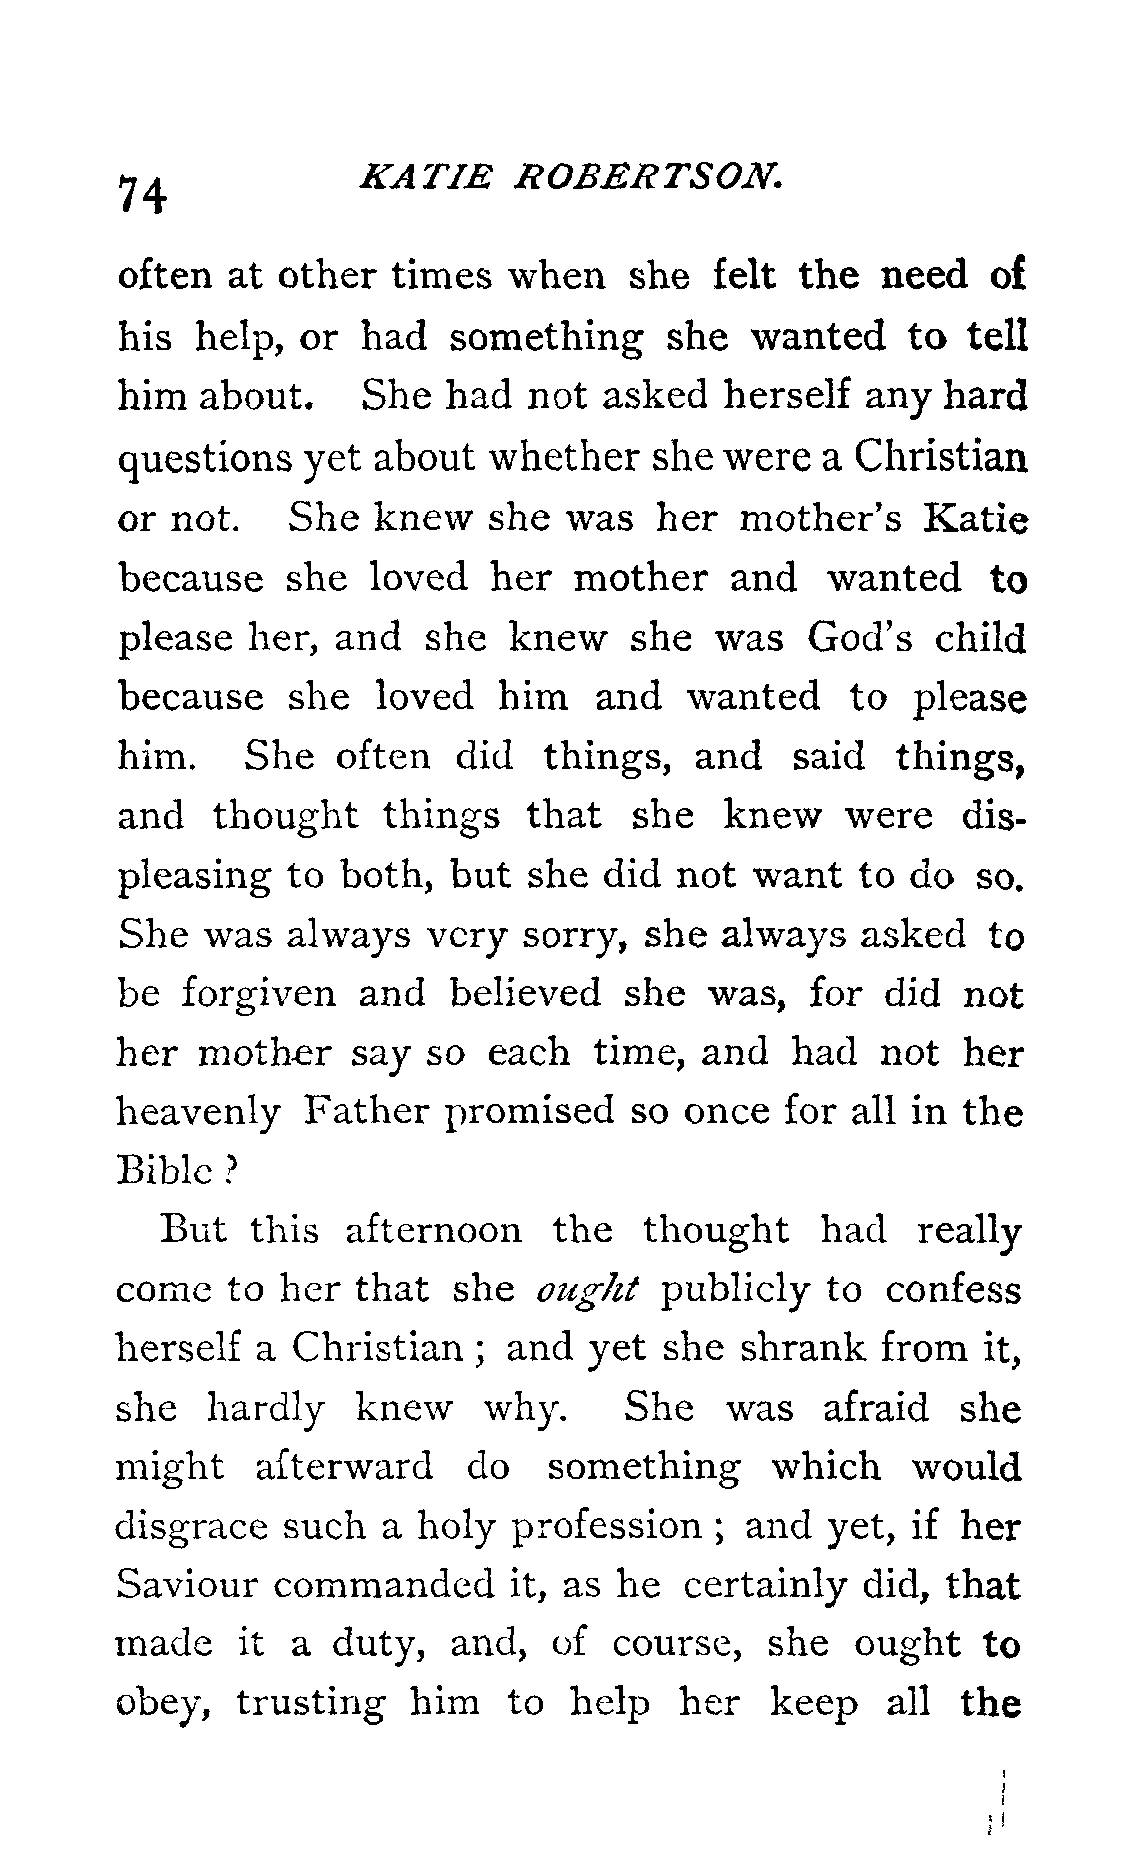 74
KATIE ROBERTSON.
often at other times when she felt the need of
his help, or had something she wanted to tell
him about. She had not asked herself any hard
questions yet about whether she were a Christian
or not. She knew she was her mother's Katie
because she loved her mother and wanted to
please her, and she knew she was God's child
because she loved him and wanted to please
him. She often did things, and said things,
and thought things that she knew were dis-
pleasing to both, but she did not want to do so.
She was always very sorry, she always asked to
be forgiven and believed she was, for did not
her mother say so each time, and had not her
heavenly Father promised so once for all in the
Bible ?
But this afternoon the thought had really
come to her that she ought publicly to confess
herself a Christian ; and yet she shrank from it,
she hardly knew why. She was afraid she
might afterward do something which would
disgrace such a holy profession ; and yet, if her
Saviour commanded it, as he certainly did, that
made it a duty, and, of course, she ought to
obey, trusting him to help her keep all the